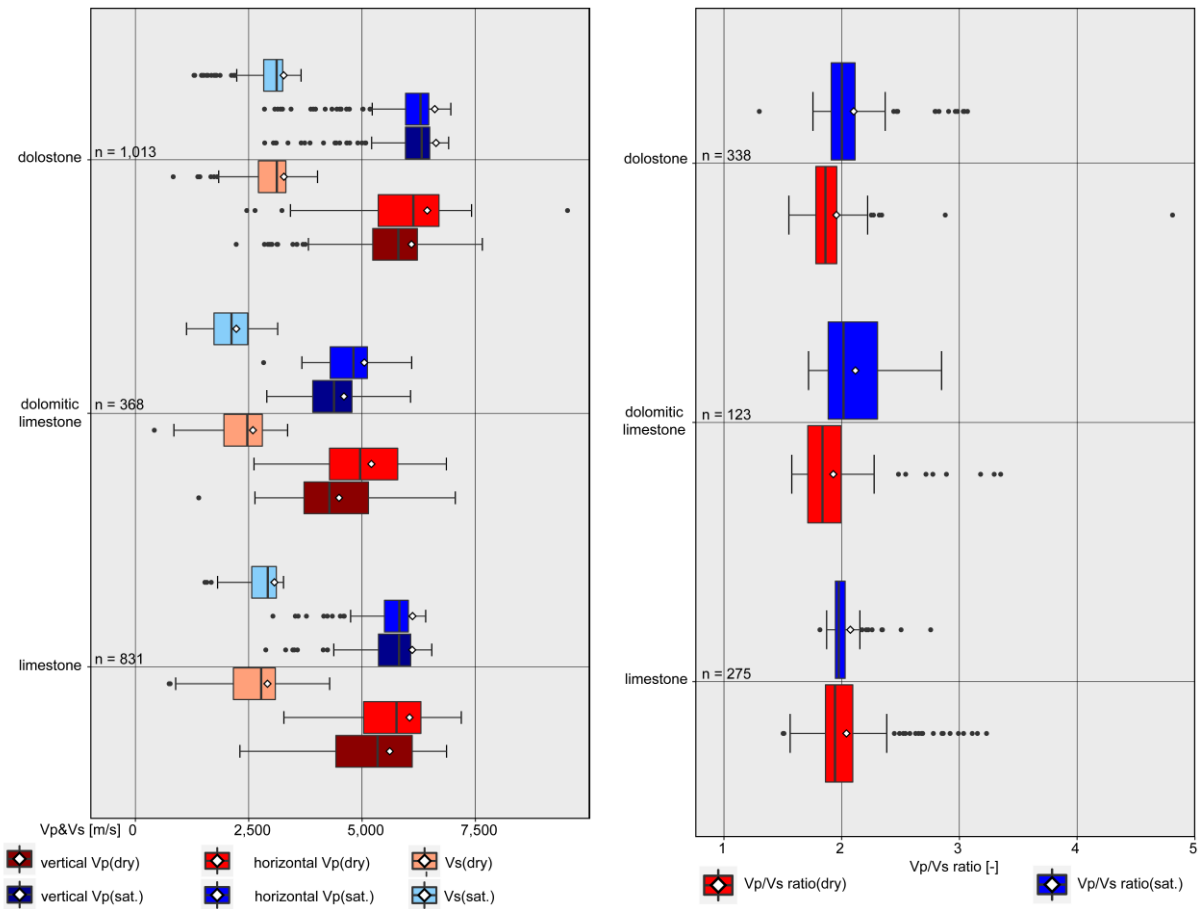 dolostone
n = 1,013
dolomitic
limestone
n = 368
limestone
n = 831
Vp&Vs [m/s]
0
2,500
5,000
7,500
vertical Vp(dry)
horizontal Vp(dry)
Vs(dry)
vertical Vp(sat.)
horizontal Vp(sat.)
Vs(sat.)
dolostone
n = 338
dolomitic
limestone
n = 123
limestone
n = 275
1
2
3
4
5
Vp/Vs ratio [-]
Vp/Vs ratio(dry)
Vp/Vs ratio(sat.)